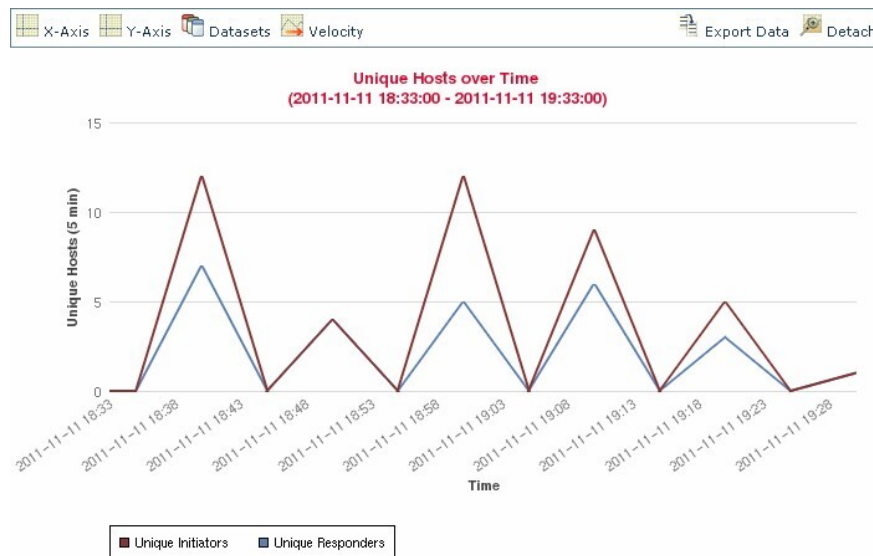 X-Axis Y-Axis Datasets Velocity Export Data Detach
Unique Hosts over Time
(2011-11-11 18:33:00 - 2011-11-11 19:33:00)
Unique Hosts (5 min)
15
10
5
0
2011-11-11 18:33
2011-11-11 18:38
2011-11-11 18:43
2011-11-11 18:48
2011-11-11 18:53
2011-11-11 18:58
2011-11-11 19:03
2011-11-11 19:08
2011-11-11 19:13
2011-11-11 19:18
2011-11-11 19:23
2011-11-11 19:28
Time
Unique Initiators Unique Responders